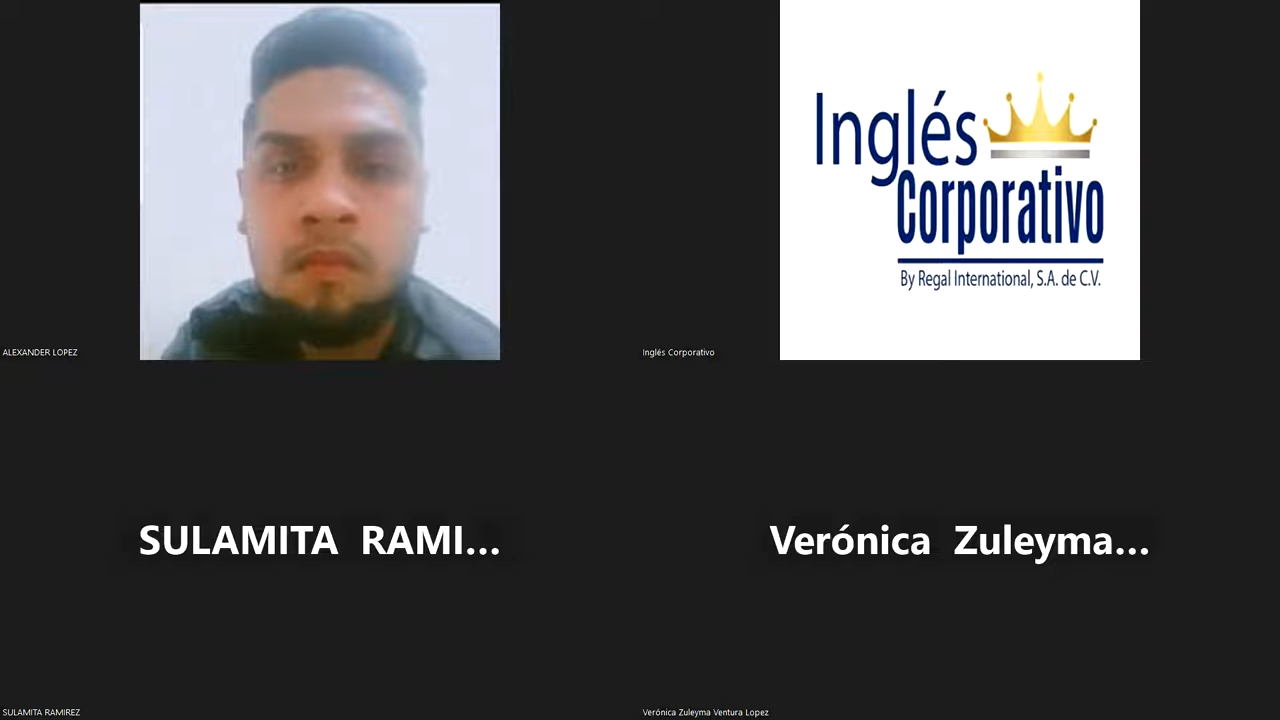 Inglés
Corporativo
By Regal International, S.A. de C.V.
ALEXANDER LOPEZ
Inglés Corporativo
SULAMITA RAMI...
Verónica Zuleyma...
SULAMITA RAMIREZ
Verónica Zuleyma Ventura Lopez